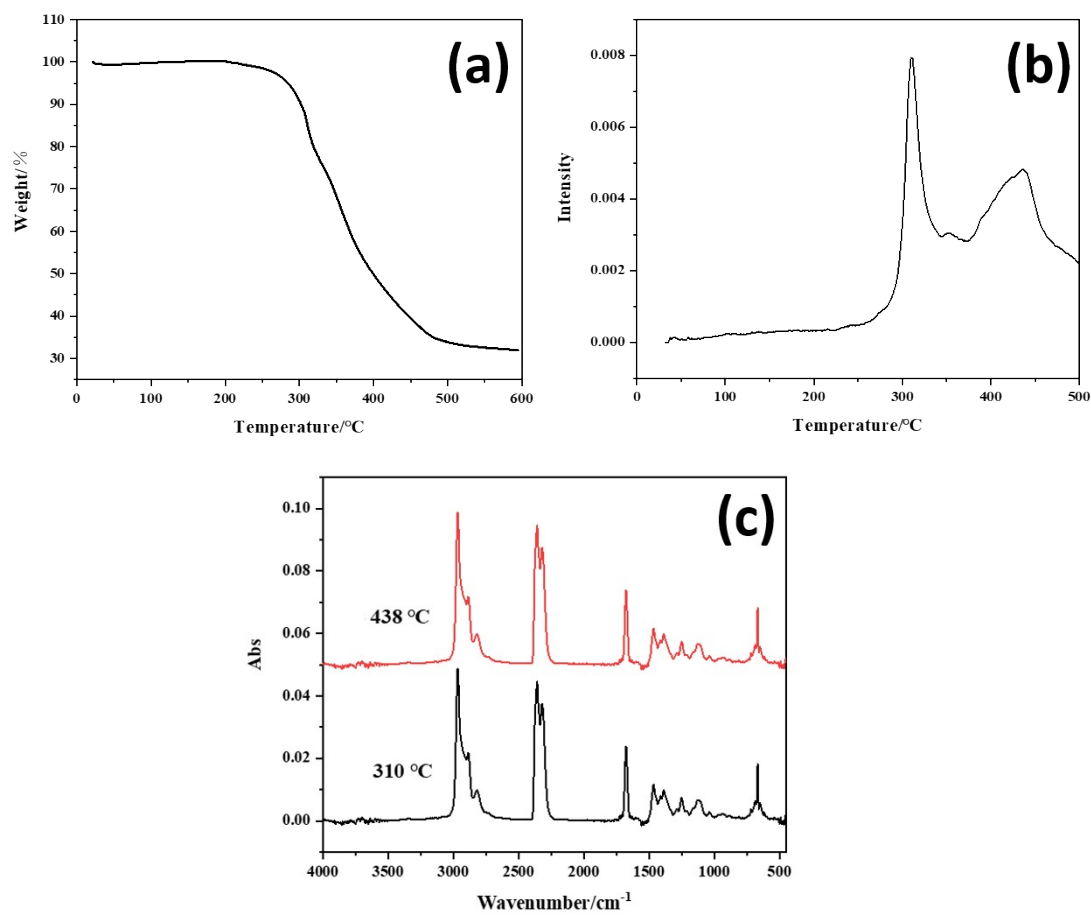 (a)
110
100
90
80
70
60
50
40
30
Weight/%
0 100 200 300 400 500 600
Temperature/°C
(b)
0.008
0.006
0.004
0.002
0.000
Intensity
0 100 200 300 400 500
Temperature/°C
(c)
0.10
0.08
0.06
0.04
0.02
0.00
Abs
438 °C
310 °C
4000 3500 3000 2500 2000 1500 1000 500
Wavenumber/cm⁻¹